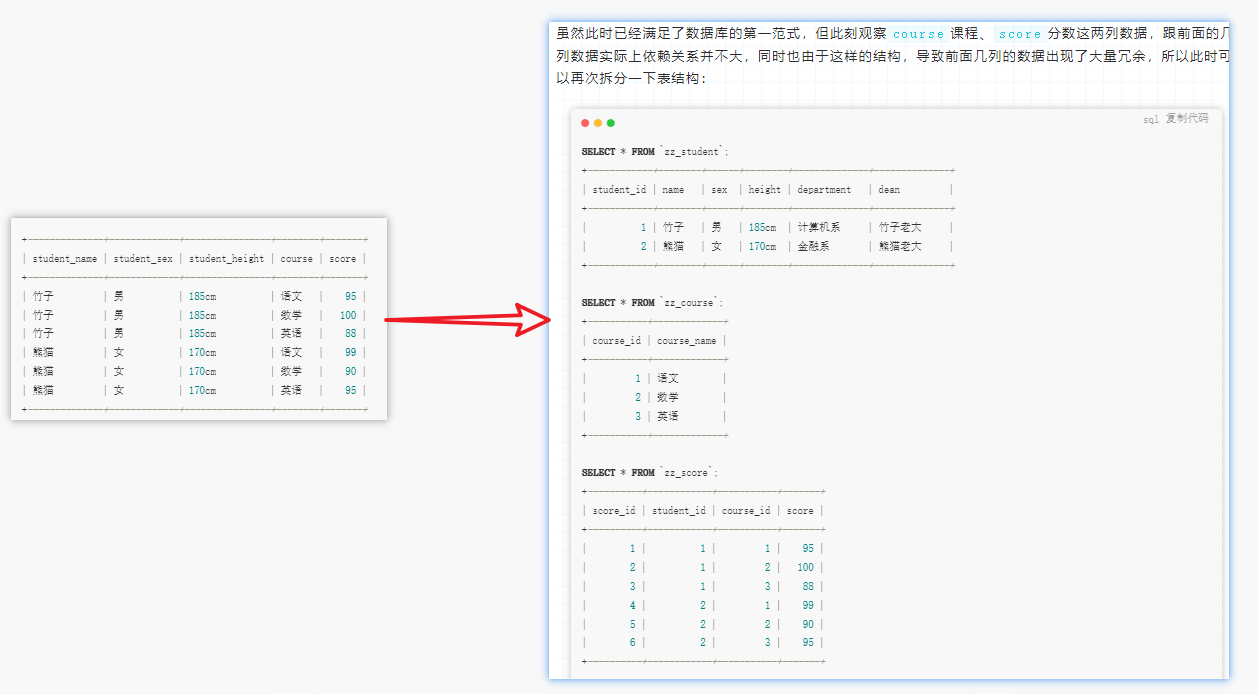 +--------------+-------------+----------------+--------+-------+
| student_name | student_sex | student_height | course | score |
+--------------+-------------+----------------+--------+-------+
| 竹子 | 男 | 185cm | 语文 | 95 |
| 竹子 | 男 | 185cm | 数学 | 100 |
| 竹子 | 男 | 185cm | 英语 | 88 |
| 熊猫 | 女 | 170cm | 语文 | 99 |
| 熊猫 | 女 | 170cm | 数学 | 90 |
| 熊猫 | 女 | 170cm | 英语 | 95 |
+--------------+-------------+----------------+--------+-------+
虽然此时已经满足了数据库的第一范式，但此刻观察 course 课程、score 分数这两列数据，跟前面的几
列数据实际上依赖关系并不大，同时也由于这样的结构，导致前面几列的数据出现了大量冗余，所以此时可
以再次拆分一下表结构：
sql 复制代码
SELECT * FROM `zz_student`;
+------------+--------+------+--------+--------------+--------------+
| student_id | name | sex | height | department | dean |
+------------+--------+------+--------+--------------+--------------+
| 1 | 竹子 | 男 | 185cm | 计算机系 | 竹子老大 |
| 2 | 熊猫 | 女 | 170cm | 金融系 | 熊猫老大 |
+------------+--------+------+--------+--------------+--------------+
SELECT * FROM `zz_course`;
+-----------+-------------+
| course_id | course_name |
+-----------+-------------+
| 1 | 语文 |
| 2 | 数学 |
| 3 | 英语 |
+-----------+-------------+
SELECT * FROM `zz_score`;
+----------+------------+-----------+-------+
| score_id | student_id | course_id | score |
+----------+------------+-----------+-------+
| 1 | 1 | 1 | 95 |
| 2 | 1 | 2 | 100 |
| 3 | 1 | 3 | 88 |
| 4 | 2 | 1 | 99 |
| 5 | 2 | 2 | 90 |
| 6 | 2 | 3 | 95 |
+----------+------------+-----------+-------+